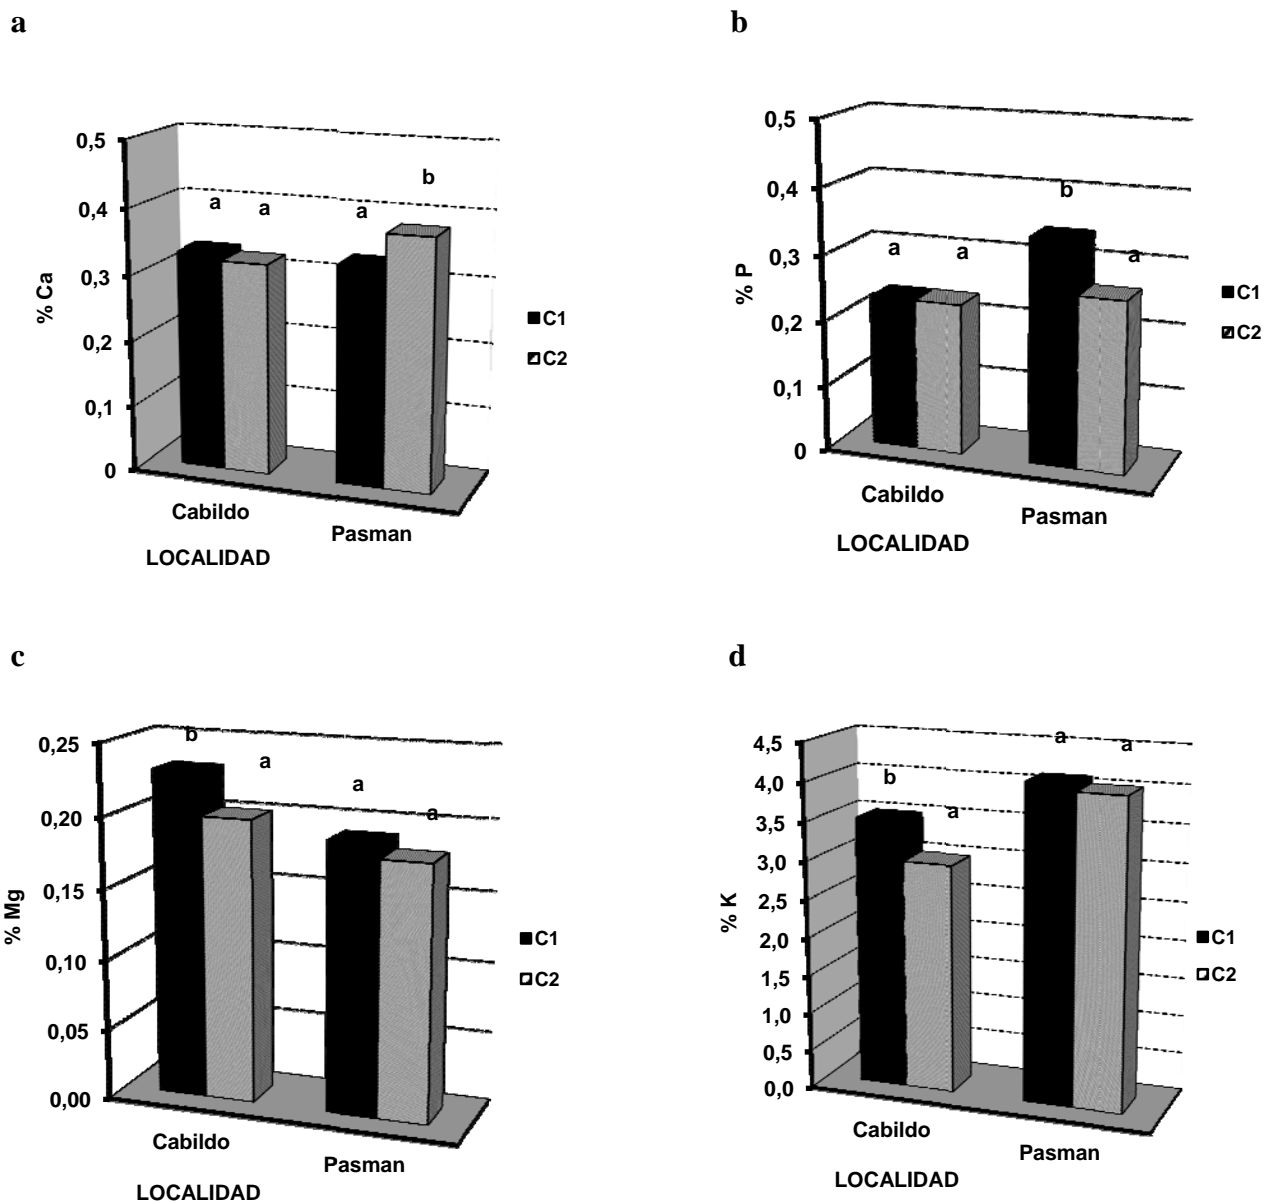 a
0,5
0,4
0,3
0,2
0,1
0
% Ca
a
a
a
b
C1
C2
Cabildo
Pasman
LOCALIDAD
b
0,5
0,4
0,3
0,2
0,1
0
% P
a
a
b
a
C1
C2
Cabildo
Pasman
LOCALIDAD
c
0,25
0,20
0,15
0,10
0,05
0,00
% Mg
b
a
a
a
C1
C2
Cabildo
Pasman
LOCALIDAD
d
4,5
4,0
3,5
3,0
2,5
2,0
1,5
1,0
0,5
0,0
% K
b
a
a
a
C1
C2
Cabildo
Pasman
LOCALIDAD